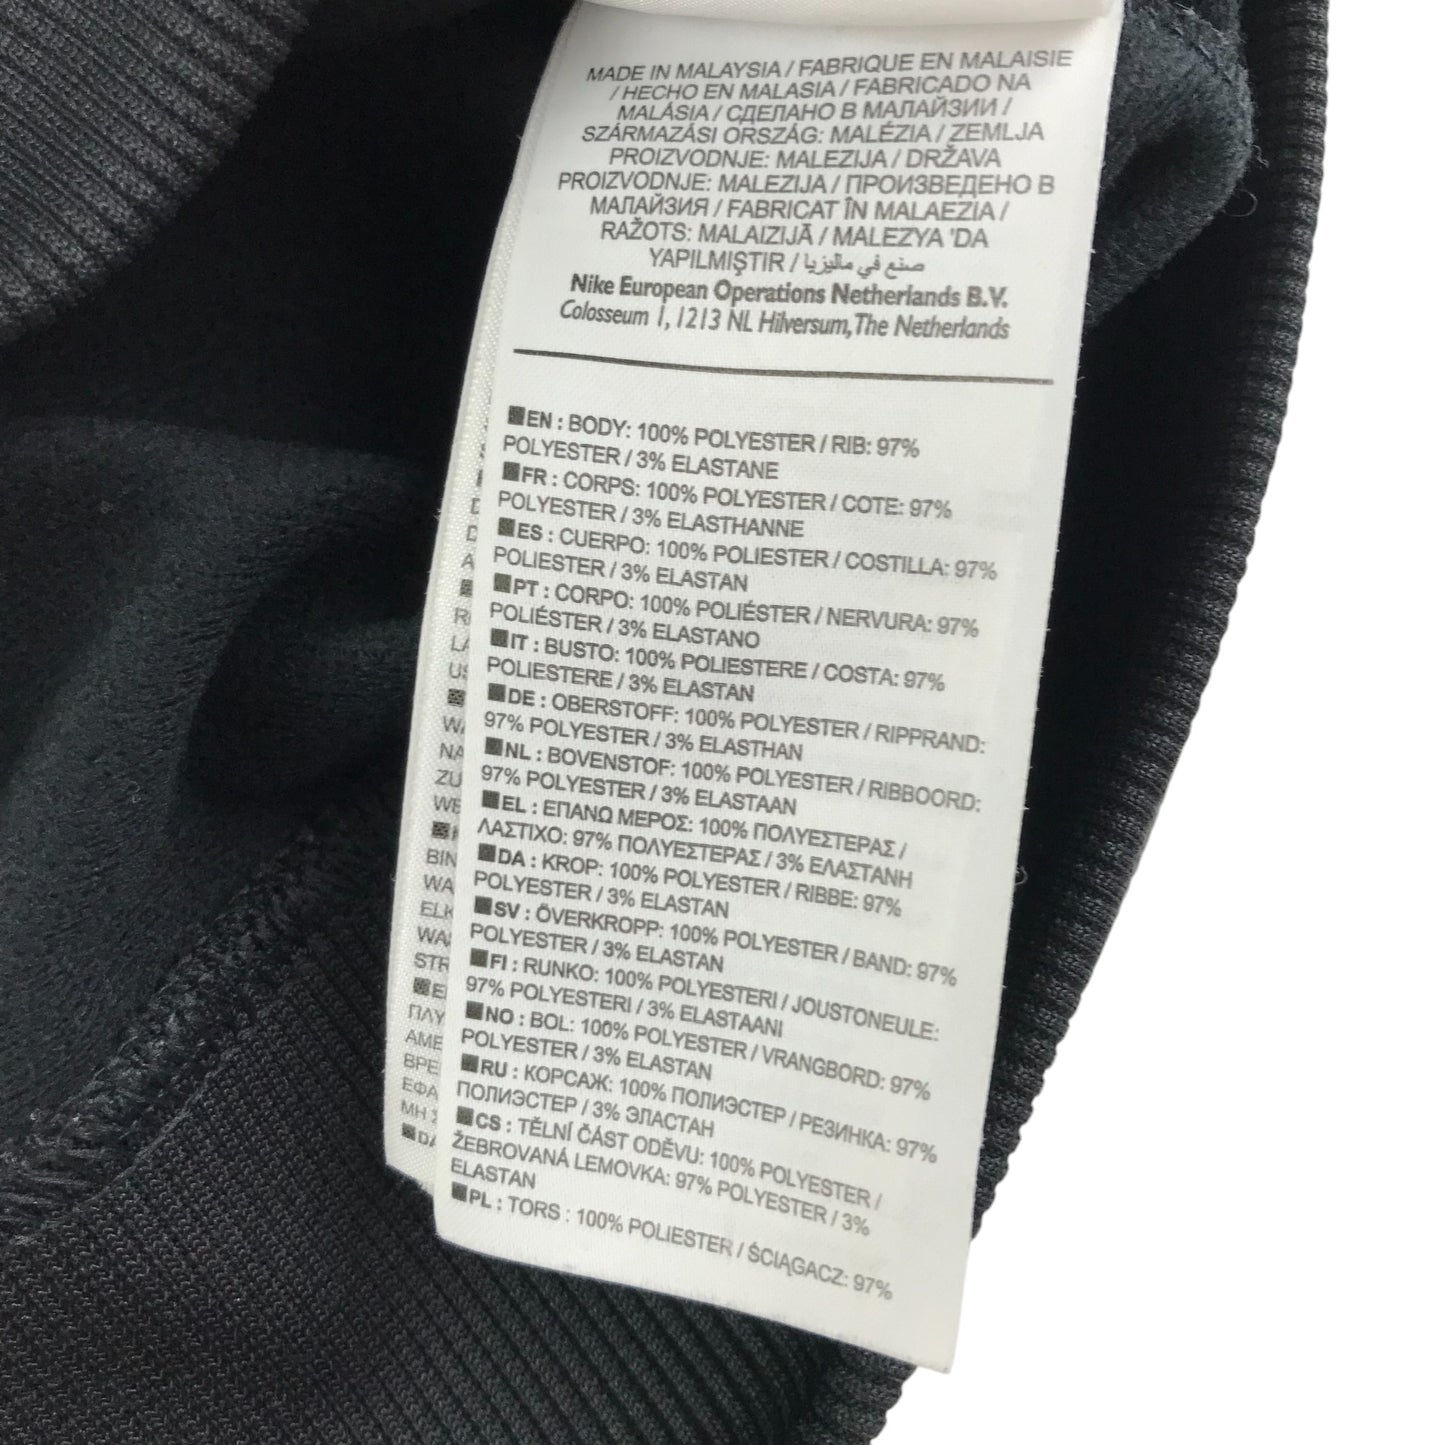 MADE IN MALAYSIA / FABRIQUE EN MALAISIE
/ HECHO EN MALASIA / FABRICADO NA
MALÁSIA / СДЕЛАНО В МАЛАЙЗИИ /
SZÁRMAZÁSI ORSZÁG: MALÉZIA / ZEMLJA
PROIZVODNJE: MALEZIJA / DRŽAVA
PROIZVODNJE: MALEZIJA / ПРОИЗВЕДЕНО В
МАЛАЙЗИЯ / FABRICAT ÎN MALAEZIA /
RAŽOTS: MALAIZIJĀ / MALEZYA 'DA
YAPILMIŞTIR / صنع في ماليزيا
Nike European Operations Netherlands B.V.
Colosseum 1, 1213 NL Hilversum, The Netherlands
EN : BODY: 100% POLYESTER / RIB: 97%
POLYESTER / 3% ELASTANE
FR : CORPS: 100% POLYESTER / COTE: 97%
POLYESTER / 3% ELASTHANNE
ES : CUERPO: 100% POLIESTER / COSTILLA: 97%
POLIESTER / 3% ELASTAN
PT : CORPO: 100% POLIÉSTER / NERVURA: 97%
POLIÉSTER / 3% ELASTANO
IT : BUSTO: 100% POLIESTERE / COSTA: 97%
POLIESTERE / 3% ELASTAN
DE : OBERSTOFF: 100% POLYESTER / RIPPRAND:
97% POLYESTER / 3% ELASTHAN
NL : BOVENSTOF: 100% POLYESTER / RIBBOORD:
97% POLYESTER / 3% ELASTAAN
EL : ΕΠΑΝΩ ΜΕΡΟΣ: 100% ΠΟΛΥΕΣΤΕΡΑΣ /
ΛΑΣΤΙΧΟ: 97% ΠΟΛΥΕΣΤΕΡΑΣ / 3% ΕΛΑΣΤΑΝΗ
DA : KROP: 100% POLYESTER / RIBBE: 97%
POLYESTER / 3% ELASTAN
SV : ÖVERKROPP: 100% POLYESTER / BAND: 97%
POLYESTER / 3% ELASTAN
FI : RUNKO: 100% POLYESTERI / JOUSTONEULE:
97% POLYESTERI / 3% ELASTAANI
NO : BOL: 100% POLYESTER / VRANGBORD: 97%
POLYESTER / 3% ELASTAN
RU : КОРСАЖ: 100% ПОЛИЭСТЕР / РЕЗИНКА: 97%
ПОЛИЭСТЕР / 3% ЭЛАСТАН
CS : TĚLNÍ ČÁST ODĚVU: 100% POLYESTER /
ŽEBROVANÁ LEMOVKA: 97% POLYESTER / 3%
ELASTAN
PL : TORS : 100% POLIESTER / ŚCIĄGACZ: 97%